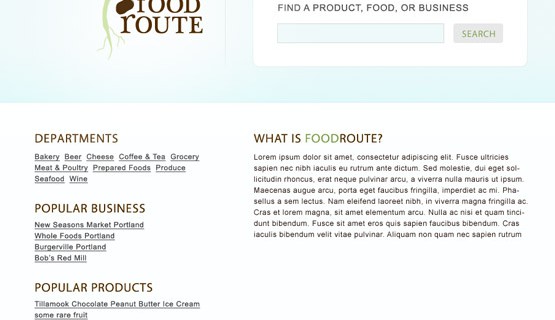 FOOD
ROUTE
FIND A PRODUCT, FOOD, OR BUSINESS
SEARCH
DEPARTMENTS
Bakery Beer Cheese Coffee & Tea Grocery
Meat & Poultry Prepared Foods Produce
Seafood Wine
POPULAR BUSINESS
New Seasons Market Portland
Whole Foods Portland
Burgerville Portland
Bob's Red Mill
POPULAR PRODUCTS
Tillamook Chocolate Peanut Butter Ice Cream
some rare fruit
WHAT IS FOODROUTE?
Lorem ipsum dolor sit amet, consectetur adipiscing elit. Fusce ultricies
sapien nec nibh iaculis eu rutrum ante dictum. Sed molestie, dui eget sol-
licitudin rhoncus, erat neque pulvinar arcu, a viverra nulla mauris ut ipsum.
Maecenas augue arcu, porta eget faucibus fringilla, imperdiet ac mi. Pha-
sellus a sem lectus. Nam eleifend laoreet nibh, in viverra magna fringilla ac.
Cras et lorem magna, sit amet elementum arcu. Nulla ac nisi et quam tinci-
dunt bibendum. Fusce sit amet eros quis sapien faucibus bibendum. Cras
iaculis bibendum velit vitae pulvinar. Aliquam non quam nec sapien rutrum